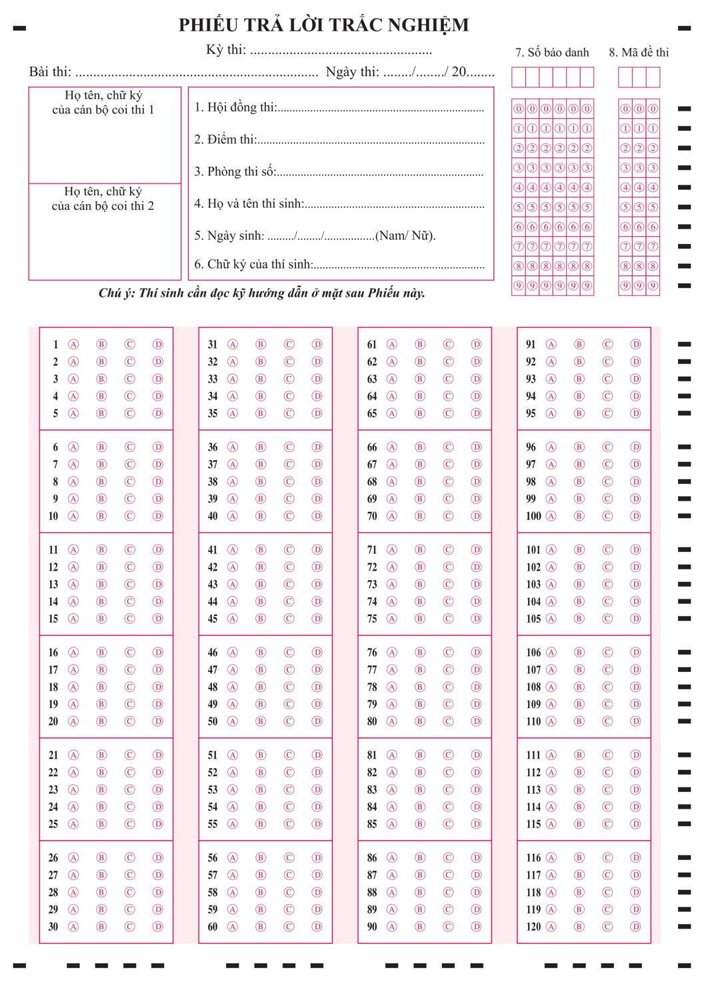 PHIẾU TRẢ LỜI TRẮC NGHIỆM
Kỳ thi: ..................................................
Bài thi: ................................................................... Ngày thi: ......../......../ 20........
7. Số báo danh
8. Mã đề thi
Họ tên, chữ ký
của cán bộ coi thi 1
Họ tên, chữ ký
của cán bộ coi thi 2
1. Hội đồng thi:...............................................................
2. Điểm thi:.....................................................................
3. Phòng thi số:...............................................................
4. Họ và tên thí sinh:.......................................................
5. Ngày sinh: ........./......../................(Nam/ Nữ).
6. Chữ ký của thí sinh:....................................................
Chú ý: Thí sinh cần đọc kỹ hướng dẫn ở mặt sau Phiếu này.
0 0 0 0 0 0 0 0 0
1 1 1 1 1 1 1 1 1
2 2 2 2 2 2 2 2 2
3 3 3 3 3 3 3 3 3
4 4 4 4 4 4 4 4 4
5 5 5 5 5 5 5 5 5
6 6 6 6 6 6 6 6 6
7 7 7 7 7 7 7 7 7
8 8 8 8 8 8 8 8 8
9 9 9 9 9 9 9 9 9
1 A B C D 31 A B C D 61 A B C D 91 A B C D
2 A B C D 32 A B C D 62 A B C D 92 A B C D
3 A B C D 33 A B C D 63 A B C D 93 A B C D
4 A B C D 34 A B C D 64 A B C D 94 A B C D
5 A B C D 35 A B C D 65 A B C D 95 A B C D
6 A B C D 36 A B C D 66 A B C D 96 A B C D
7 A B C D 37 A B C D 67 A B C D 97 A B C D
8 A B C D 38 A B C D 68 A B C D 98 A B C D
9 A B C D 39 A B C D 69 A B C D 99 A B C D
10 A B C D 40 A B C D 70 A B C D 100 A B C D
11 A B C D 41 A B C D 71 A B C D 101 A B C D
12 A B C D 42 A B C D 72 A B C D 102 A B C D
13 A B C D 43 A B C D 73 A B C D 103 A B C D
14 A B C D 44 A B C D 74 A B C D 104 A B C D
15 A B C D 45 A B C D 75 A B C D 105 A B C D
16 A B C D 46 A B C D 76 A B C D 106 A B C D
17 A B C D 47 A B C D 77 A B C D 107 A B C D
18 A B C D 48 A B C D 78 A B C D 108 A B C D
19 A B C D 49 A B C D 79 A B C D 109 A B C D
20 A B C D 50 A B C D 80 A B C D 110 A B C D
21 A B C D 51 A B C D 81 A B C D 111 A B C D
22 A B C D 52 A B C D 82 A B C D 112 A B C D
23 A B C D 53 A B C D 83 A B C D 113 A B C D
24 A B C D 54 A B C D 84 A B C D 114 A B C D
25 A B C D 55 A B C D 85 A B C D 115 A B C D
26 A B C D 56 A B C D 86 A B C D 116 A B C D
27 A B C D 57 A B C D 87 A B C D 117 A B C D
28 A B C D 58 A B C D 88 A B C D 118 A B C D
29 A B C D 59 A B C D 89 A B C D 119 A B C D
30 A B C D 60 A B C D 90 A B C D 120 A B C D